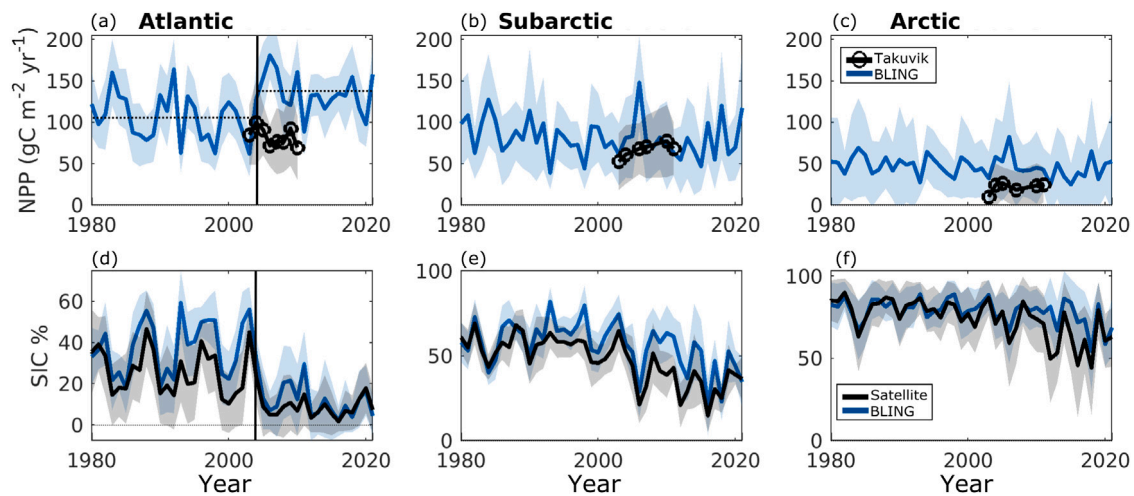 (a) Atlantic
(b) Subarctic
(c) Arctic
NPP (gC m⁻² yr⁻¹)
200
150
100
50
0
1980 2000 2020
200
150
100
50
0
1980 2000 2020
200
150
100
50
0
1980 2000 2020
Takuvik
BLING
(d)
(e)
(f)
SIC %
60
40
20
0
1980 2000 2020
Year
100
50
0
1980 2000 2020
Year
100
50
0
1980 2000 2020
Year
Satellite
BLING